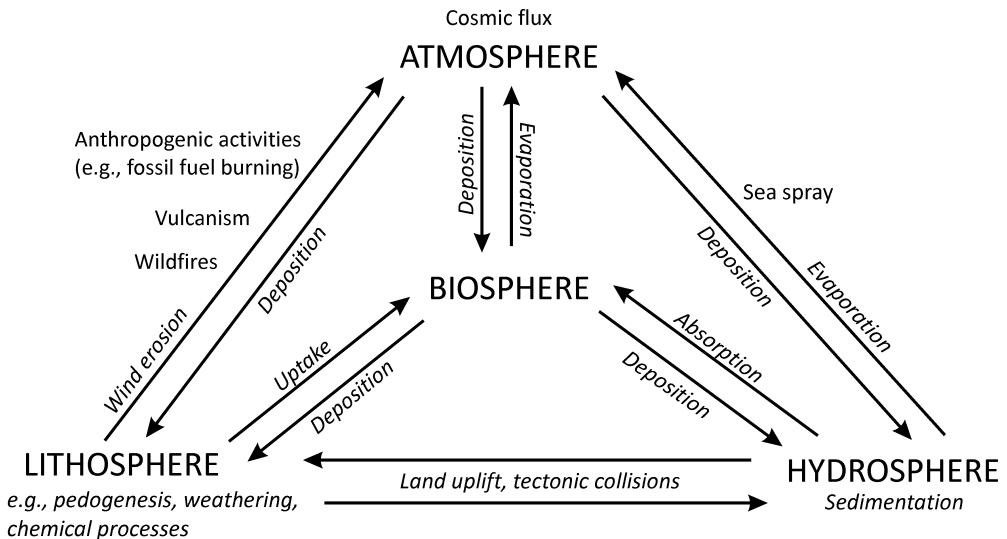 Cosmic flux
ATMOSPHERE
Anthropogenic activities
(e.g., fossil fuel burning)
Vulcanism
Wildfires
Wind erosion
Deposition
Deposition
Evaporation
Sea spray
Deposition
Evaporation
BIOSPHERE
Uptake
Deposition
Absorption
Deposition
LITHOSPHERE
e.g., pedogenesis, weathering,
chemical processes
Land uplift, tectonic collisions
HYDROSPHERE
Sedimentation